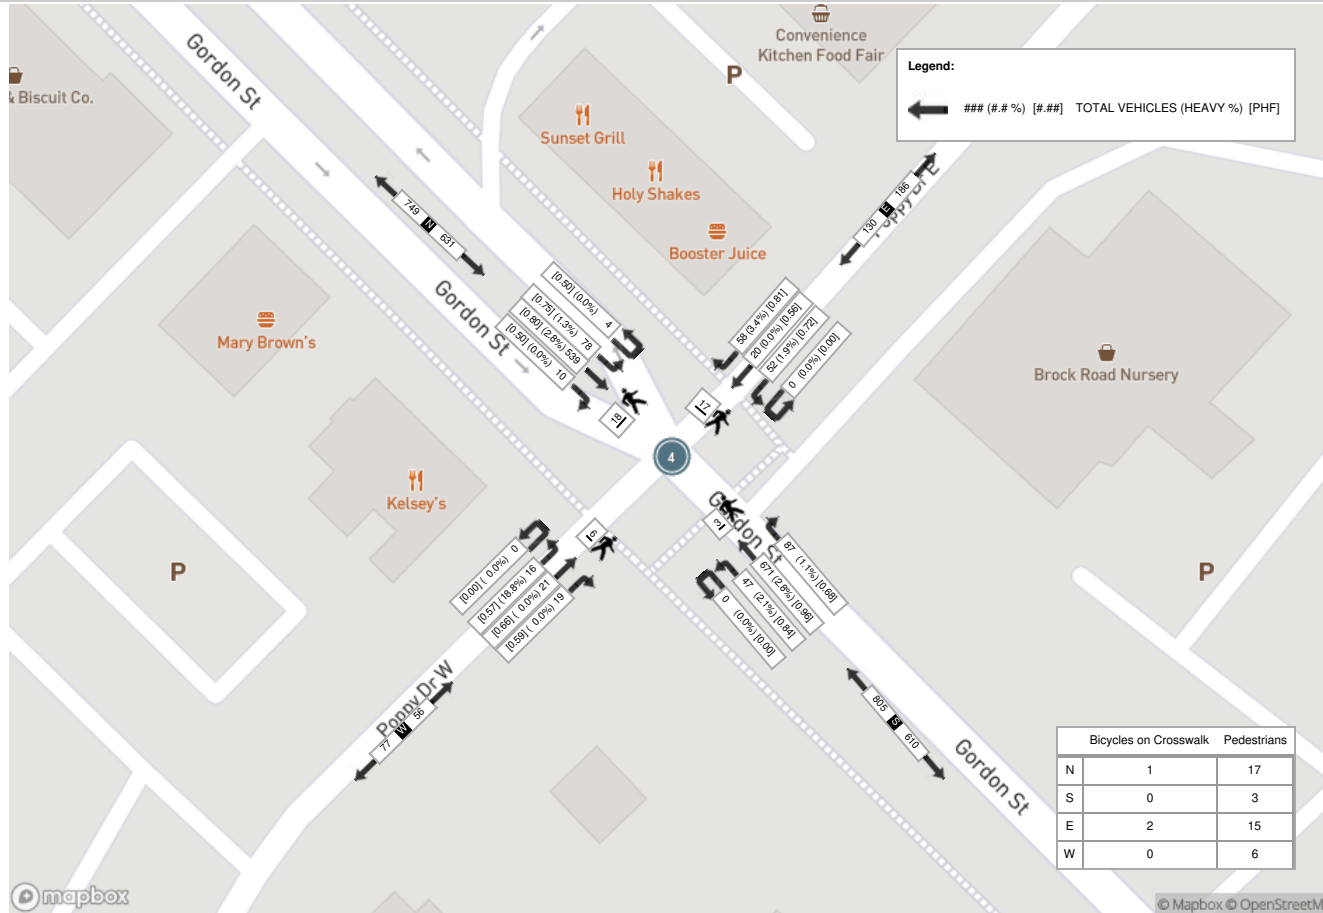 Gordon St
& Biscuit Co.
Convenience
Kitchen Food Fair
P
Legend:
### (#.# %) [#.##] TOTAL VEHICLES (HEAVY %) [PHF]
Sunset Grill
Holy Shakes
Booster Juice
Poppy Dr E
130 E 186
749 N 631
Gordon St
Mary Brown's
[0.50] (0.0%) 4
[0.75] (1.3%) 78
[0.80] (2.8%) 539
[0.50] (0.0%) 10
58 (3.4%) [0.81]
20 (0.0%) [0.56]
52 (1.9%) [0.72]
0 (0.0%) [0.00]
Brock Road Nursery
18
17
4
Kelsey's
Gordon St
6
3
[0.00] ( 0.0%) 0
[0.57] (18.8%) 16
[0.66] ( 0.0%) 21
[0.59] ( 0.0%) 19
87 (1.1%) [0.68]
671 (2.8%) [0.96]
47 (2.1%) [0.84]
0 (0.0%) [0.00]
P
P
Poppy Dr W
77 W 56
805 S 610
Gordon St
Bicycles on Crosswalk Pedestrians
N 1 17
S 0 3
E 2 15
W 0 6
mapbox
© Mapbox © OpenStreetM